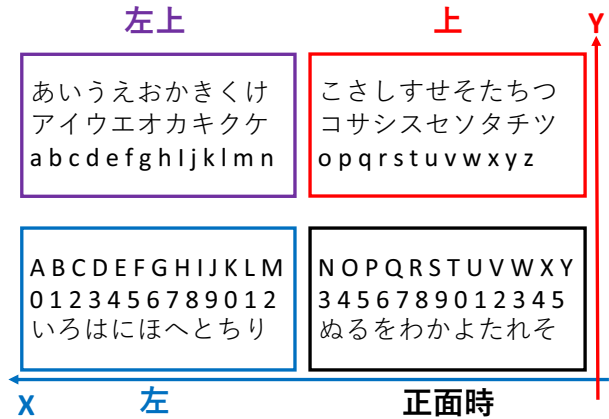 左上
上
Y
あいうえおかきくけ
アイウエオカキクケ
a b c d e f g h I j k l m n
こさしすせそたちつ
コサシスセソタチツ
o p q r s t u v w x y z
A B C D E F G H I J K L M
0 1 2 3 4 5 6 7 8 9 0 1 2
いろはにほへとちり
N O P Q R S T U V W X Y
3 4 5 6 7 8 9 0 1 2 3 4 5
ぬるをわかよたれそ
X
左
正面時